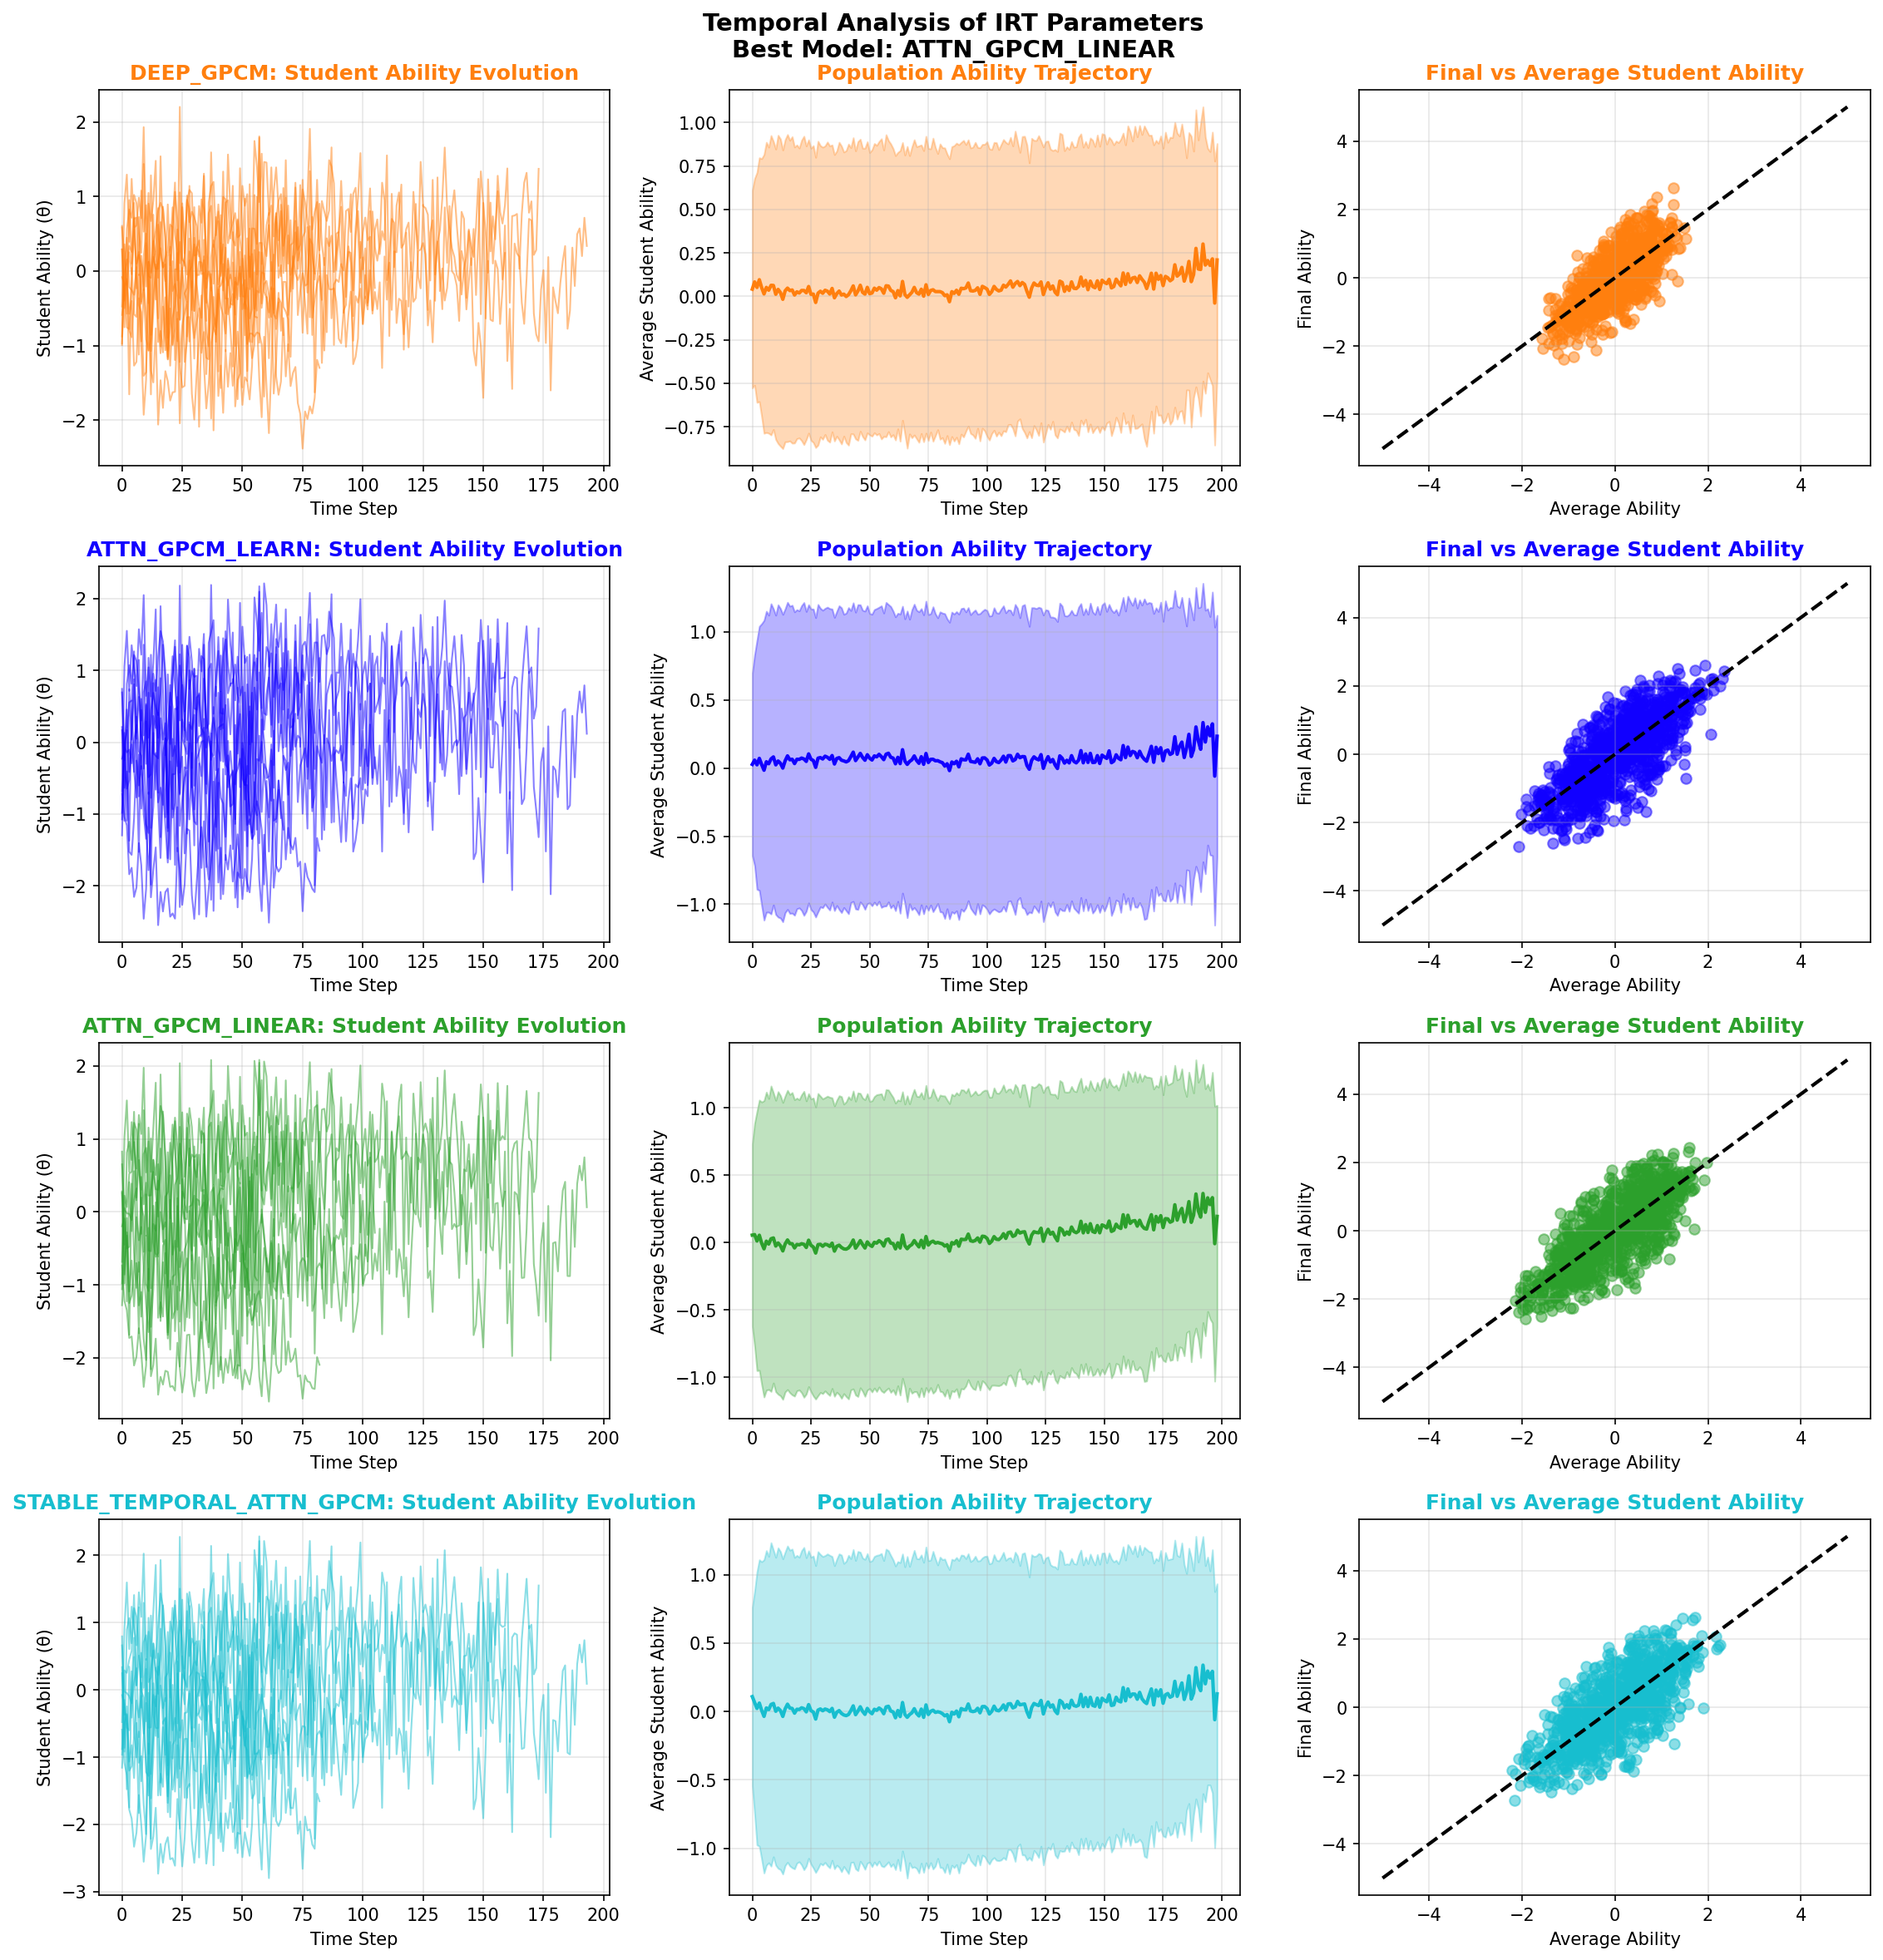 Temporal Analysis of IRT Parameters
Best Model: ATTN_GPCM_LINEAR
DEEP_GPCM: Student Ability Evolution
Student Ability (θ)
2
1
0
−1
−2
0 25 50 75 100 125 150 175 200
Time Step
Population Ability Trajectory
Average Student Ability
1.00
0.75
0.50
0.25
0.00
−0.25
−0.50
−0.75
0 25 50 75 100 125 150 175 200
Time Step
Final vs Average Student Ability
Final Ability
4
2
0
−2
−4
−4 −2 0 2 4
Average Ability
ATTN_GPCM_LEARN: Student Ability Evolution
Student Ability (θ)
2
1
0
−1
−2
0 25 50 75 100 125 150 175 200
Time Step
Population Ability Trajectory
Average Student Ability
1.0
0.5
0.0
−0.5
−1.0
0 25 50 75 100 125 150 175 200
Time Step
Final vs Average Student Ability
Final Ability
4
2
0
−2
−4
−4 −2 0 2 4
Average Ability
ATTN_GPCM_LINEAR: Student Ability Evolution
Student Ability (θ)
2
1
0
−1
−2
0 25 50 75 100 125 150 175 200
Time Step
Population Ability Trajectory
Average Student Ability
1.0
0.5
0.0
−0.5
−1.0
0 25 50 75 100 125 150 175 200
Time Step
Final vs Average Student Ability
Final Ability
4
2
0
−2
−4
−4 −2 0 2 4
Average Ability
STABLE_TEMPORAL_ATTN_GPCM: Student Ability Evolution
Student Ability (θ)
2
1
0
−1
−2
−3
0 25 50 75 100 125 150 175 200
Time Step
Population Ability Trajectory
Average Student Ability
1.0
0.5
0.0
−0.5
−1.0
0 25 50 75 100 125 150 175 200
Time Step
Final vs Average Student Ability
Final Ability
4
2
0
−2
−4
−4 −2 0 2 4
Average Ability